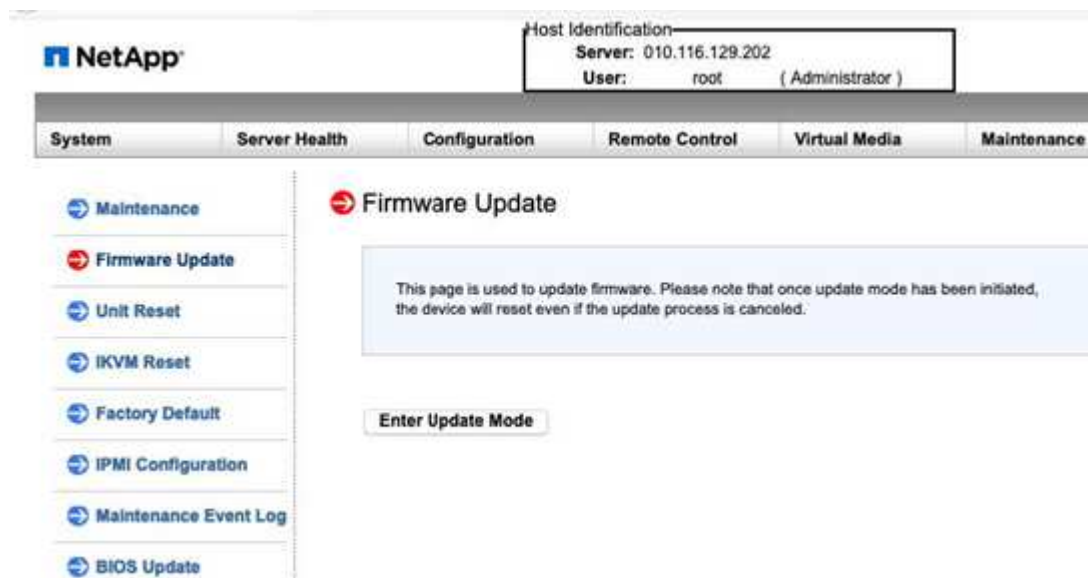 NetApp
Host Identification
Server: 010.116.129.202
User: root ( Administrator )
System Server Health Configuration Remote Control Virtual Media Maintenance
Maintenance
Firmware Update
Unit Reset
IKVM Reset
Factory Default
IPMI Configuration
Maintenance Event Log
BIOS Update
Firmware Update
This page is used to update firmware. Please note that once update mode has been initiated,
the device will reset even if the update process is canceled.
Enter Update Mode